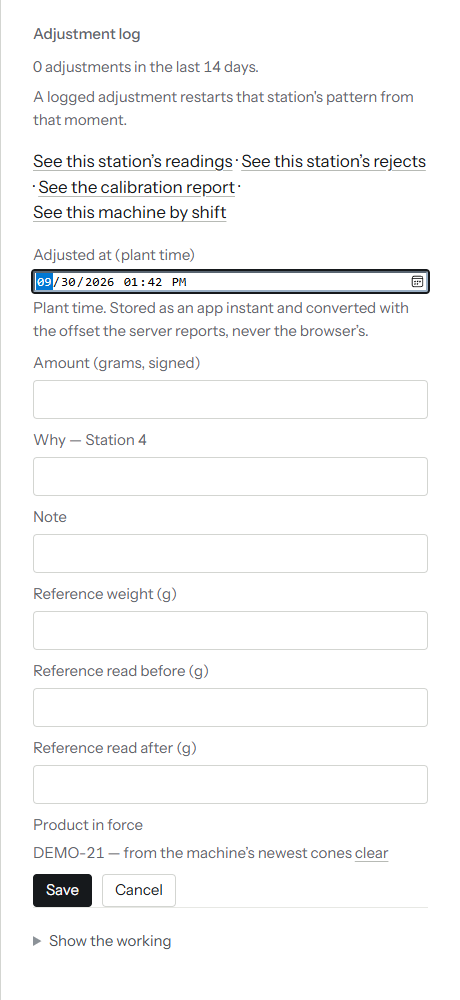 Adjustment log
0 adjustments in the last 14 days.
A logged adjustment restarts that station's pattern from
that moment.
See this station's readings · See this station's rejects
· See the calibration report ·
See this machine by shift
Adjusted at (plant time)
09/30/2026 01:42 PM
Plant time. Stored as an app instant and converted with
the offset the server reports, never the browser's.
Amount (grams, signed)
Why — Station 4
Note
Reference weight (g)
Reference read before (g)
Reference read after (g)
Product in force
DEMO-21 — from the machine's newest cones clear
Save Cancel
Show the working